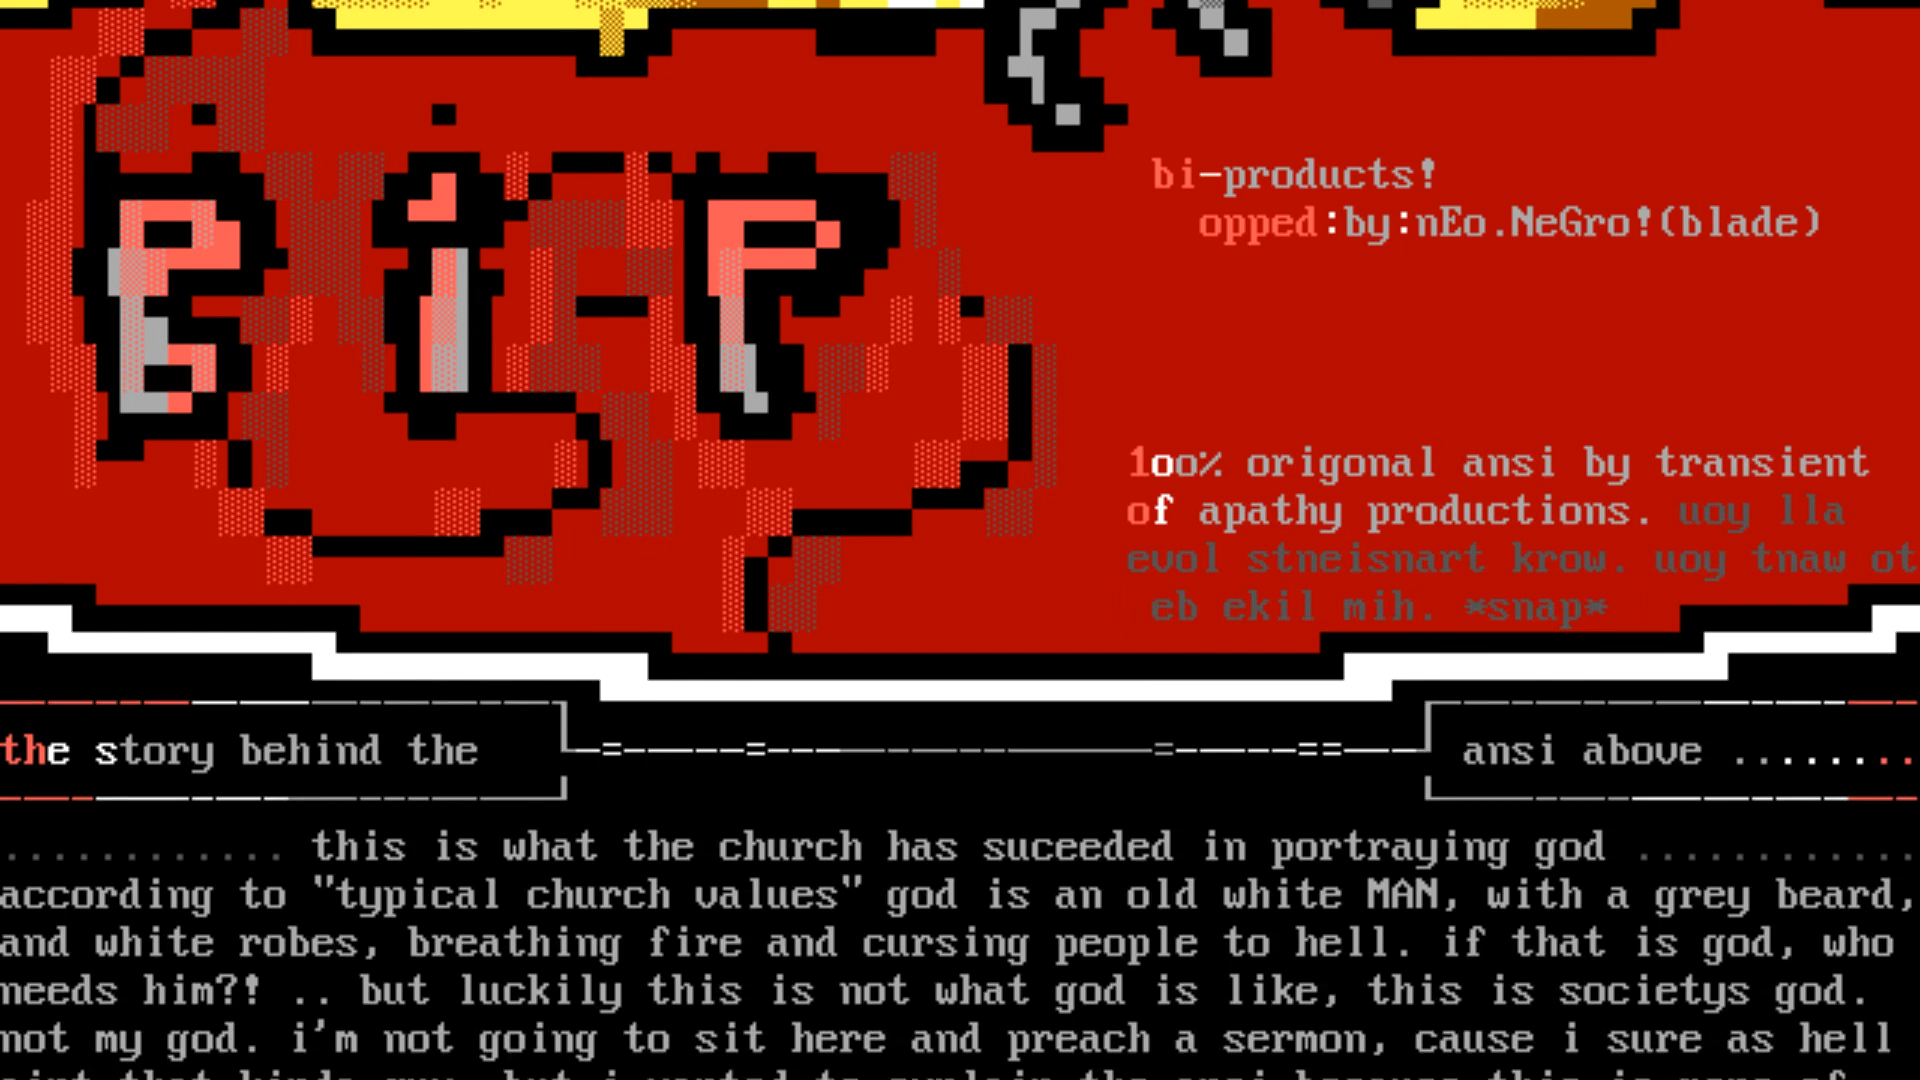 BiP
bi-products!
opped:by:nEo.NeGro!(blade)
1oo% origonal ansi by transient
of apathy productions. uoy lla
evol stneisnart krow. uoy tnaw ot
eb ekil mih. *snap*
the story behind the
ansi above ........
............ this is what the church has suceeded in portraying god ............
according to "typical church values" god is an old white MAN, with a grey beard,
and white robes, breathing fire and cursing people to hell. if that is god, who
needs him?! .. but luckily this is not what god is like, this is societys god.
not my god. i'm not going to sit here and preach a sermon, cause i sure as hell